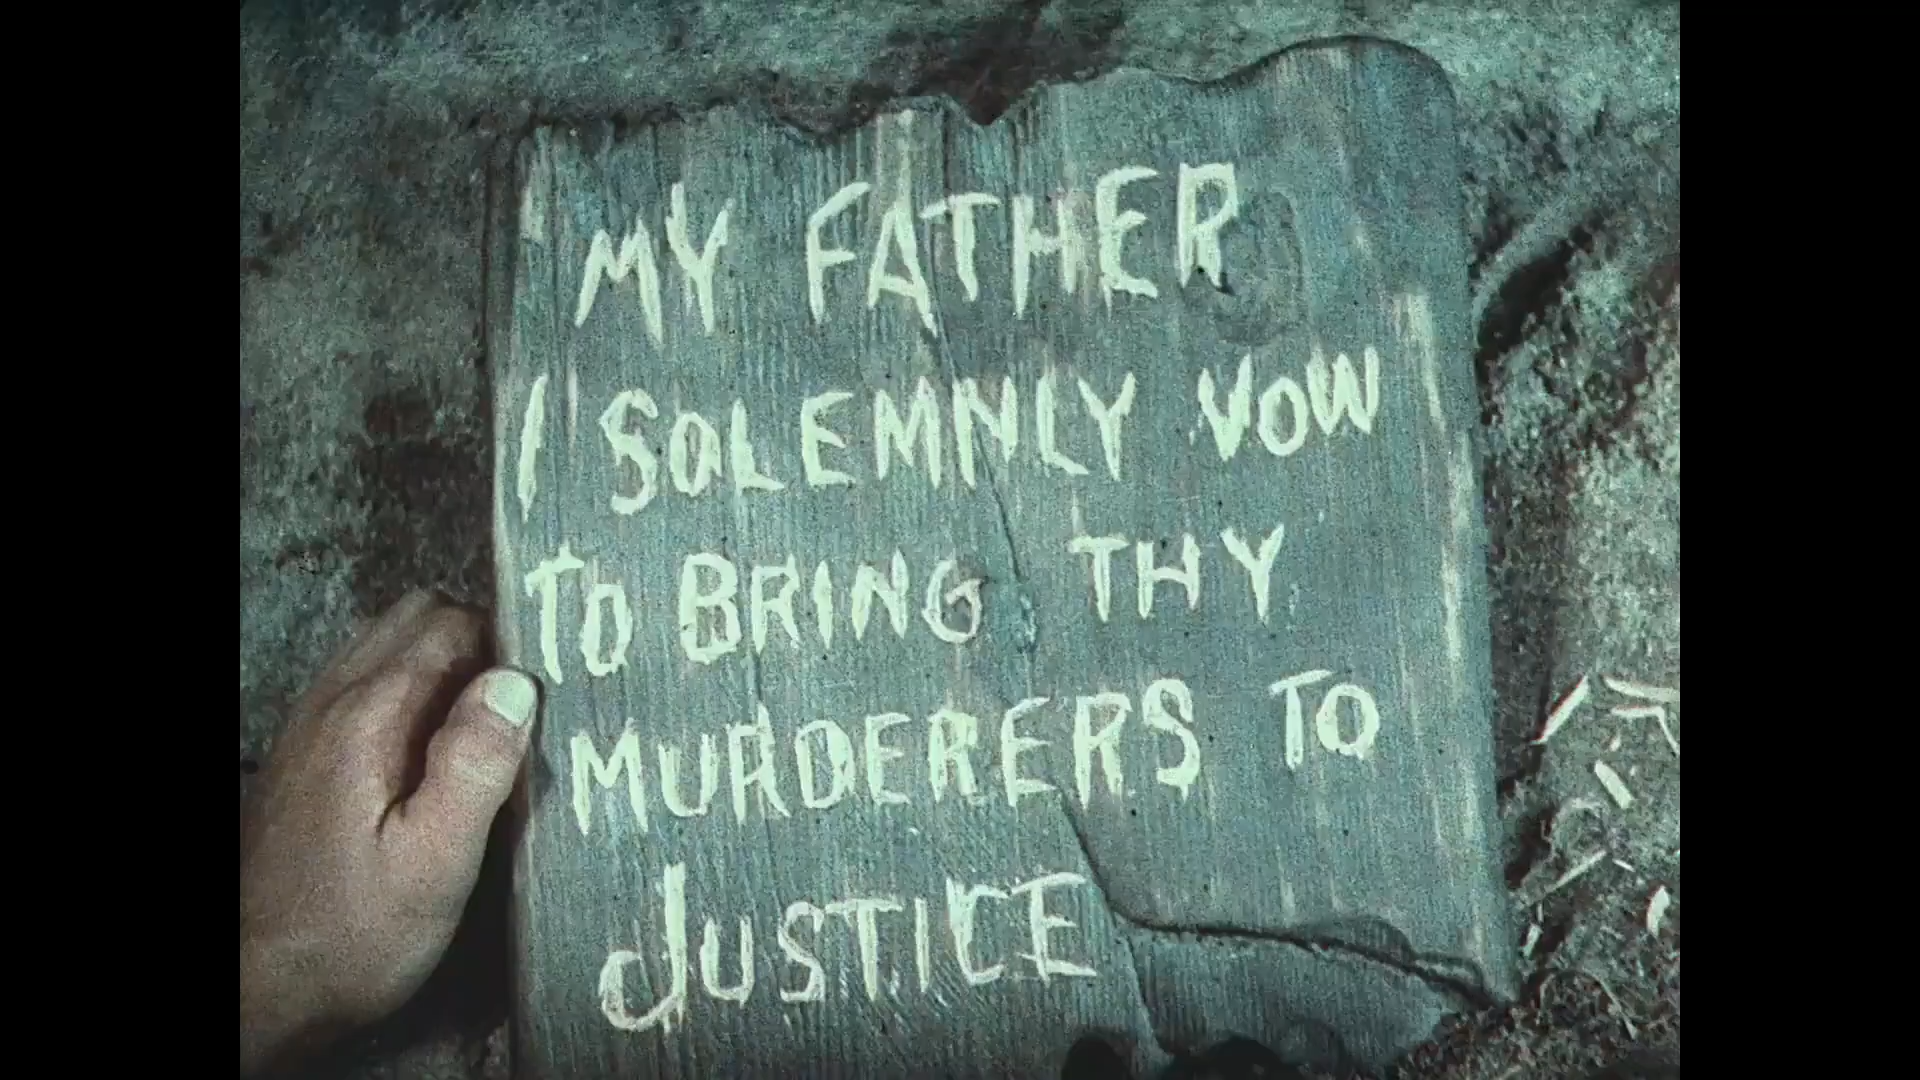 MY FATHER
I SOLEMNLY VOW
TO BRING THY
MURDERERS TO
JUSTICE